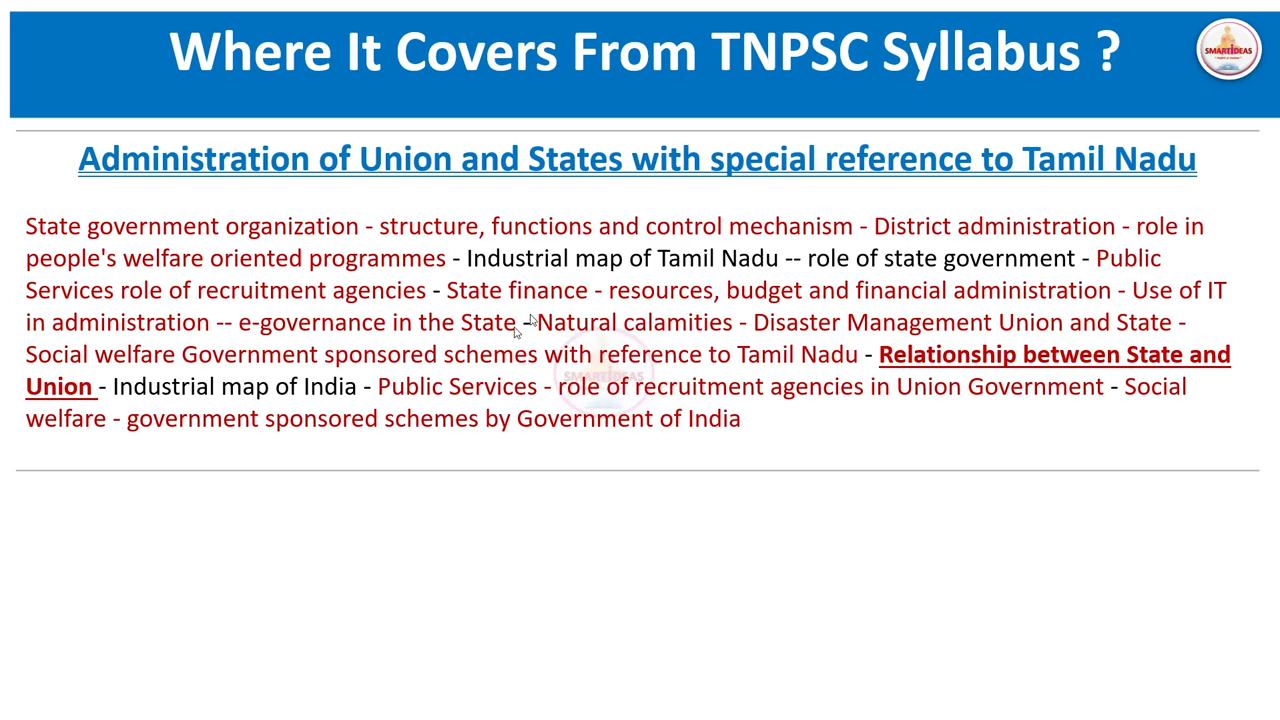 Where It Covers From TNPSC Syllabus ?
SMARTIDEAS
Administration of Union and States with special reference to Tamil Nadu
State government organization - structure, functions and control mechanism - District administration - role in
people's welfare oriented programmes - Industrial map of Tamil Nadu -- role of state government - Public
Services role of recruitment agencies - State finance - resources, budget and financial administration - Use of IT
in administration -- e-governance in the State - Natural calamities - Disaster Management Union and State -
Social welfare Government sponsored schemes with reference to Tamil Nadu - Relationship between State and
Union - Industrial map of India - Public Services - role of recruitment agencies in Union Government - Social
welfare - government sponsored schemes by Government of India
SMARTIDEAS